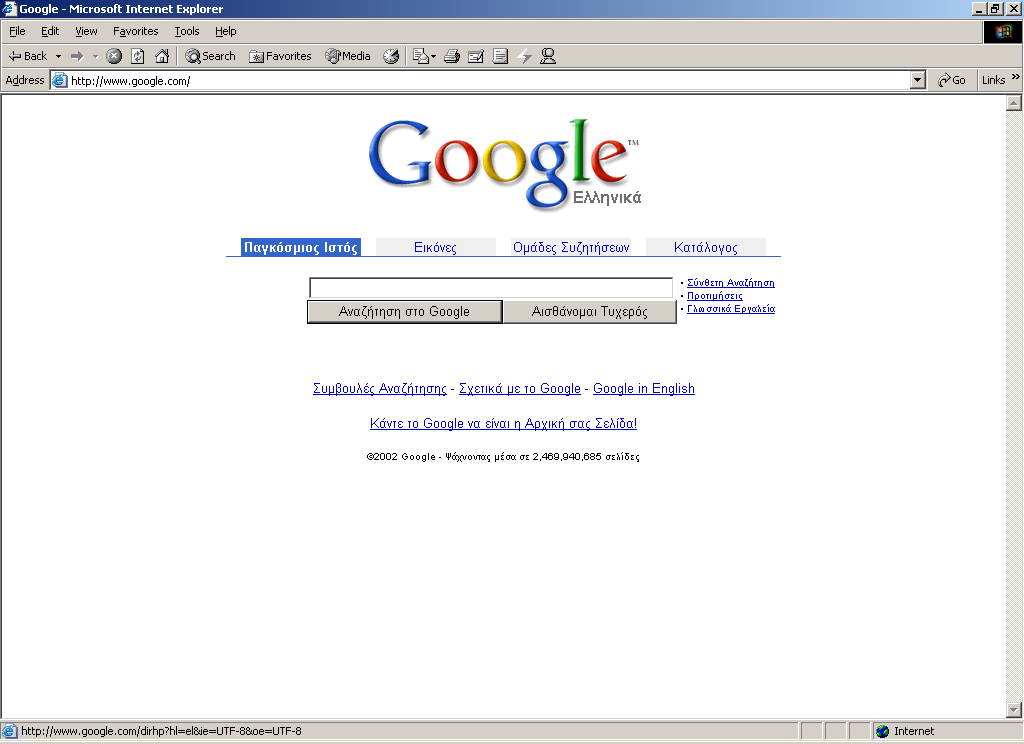 Google - Microsoft Internet Explorer
File Edit View Favorites Tools Help
Back Search Favorites Media
Address http://www.google.com/ Go Links »
Google™
Ελληνικά
Παγκόσμιος Ιστός Εικόνες Ομάδες Συζητήσεων Κατάλογος
• Σύνθετη Αναζήτηση
• Προτιμήσεις
• Γλωσσικά Εργαλεία
Αναζήτηση στο Google Αισθάνομαι Τυχερός
Συμβουλές Αναζήτησης - Σχετικά με το Google - Google in English
Κάντε το Google να είναι η Αρχική σας Σελίδα!
©2002 Google - Ψάχνοντας μέσα σε 2,469,940,685 σελίδες
http://www.google.com/dirhp?hl=el&ie=UTF-8&oe=UTF-8 Internet